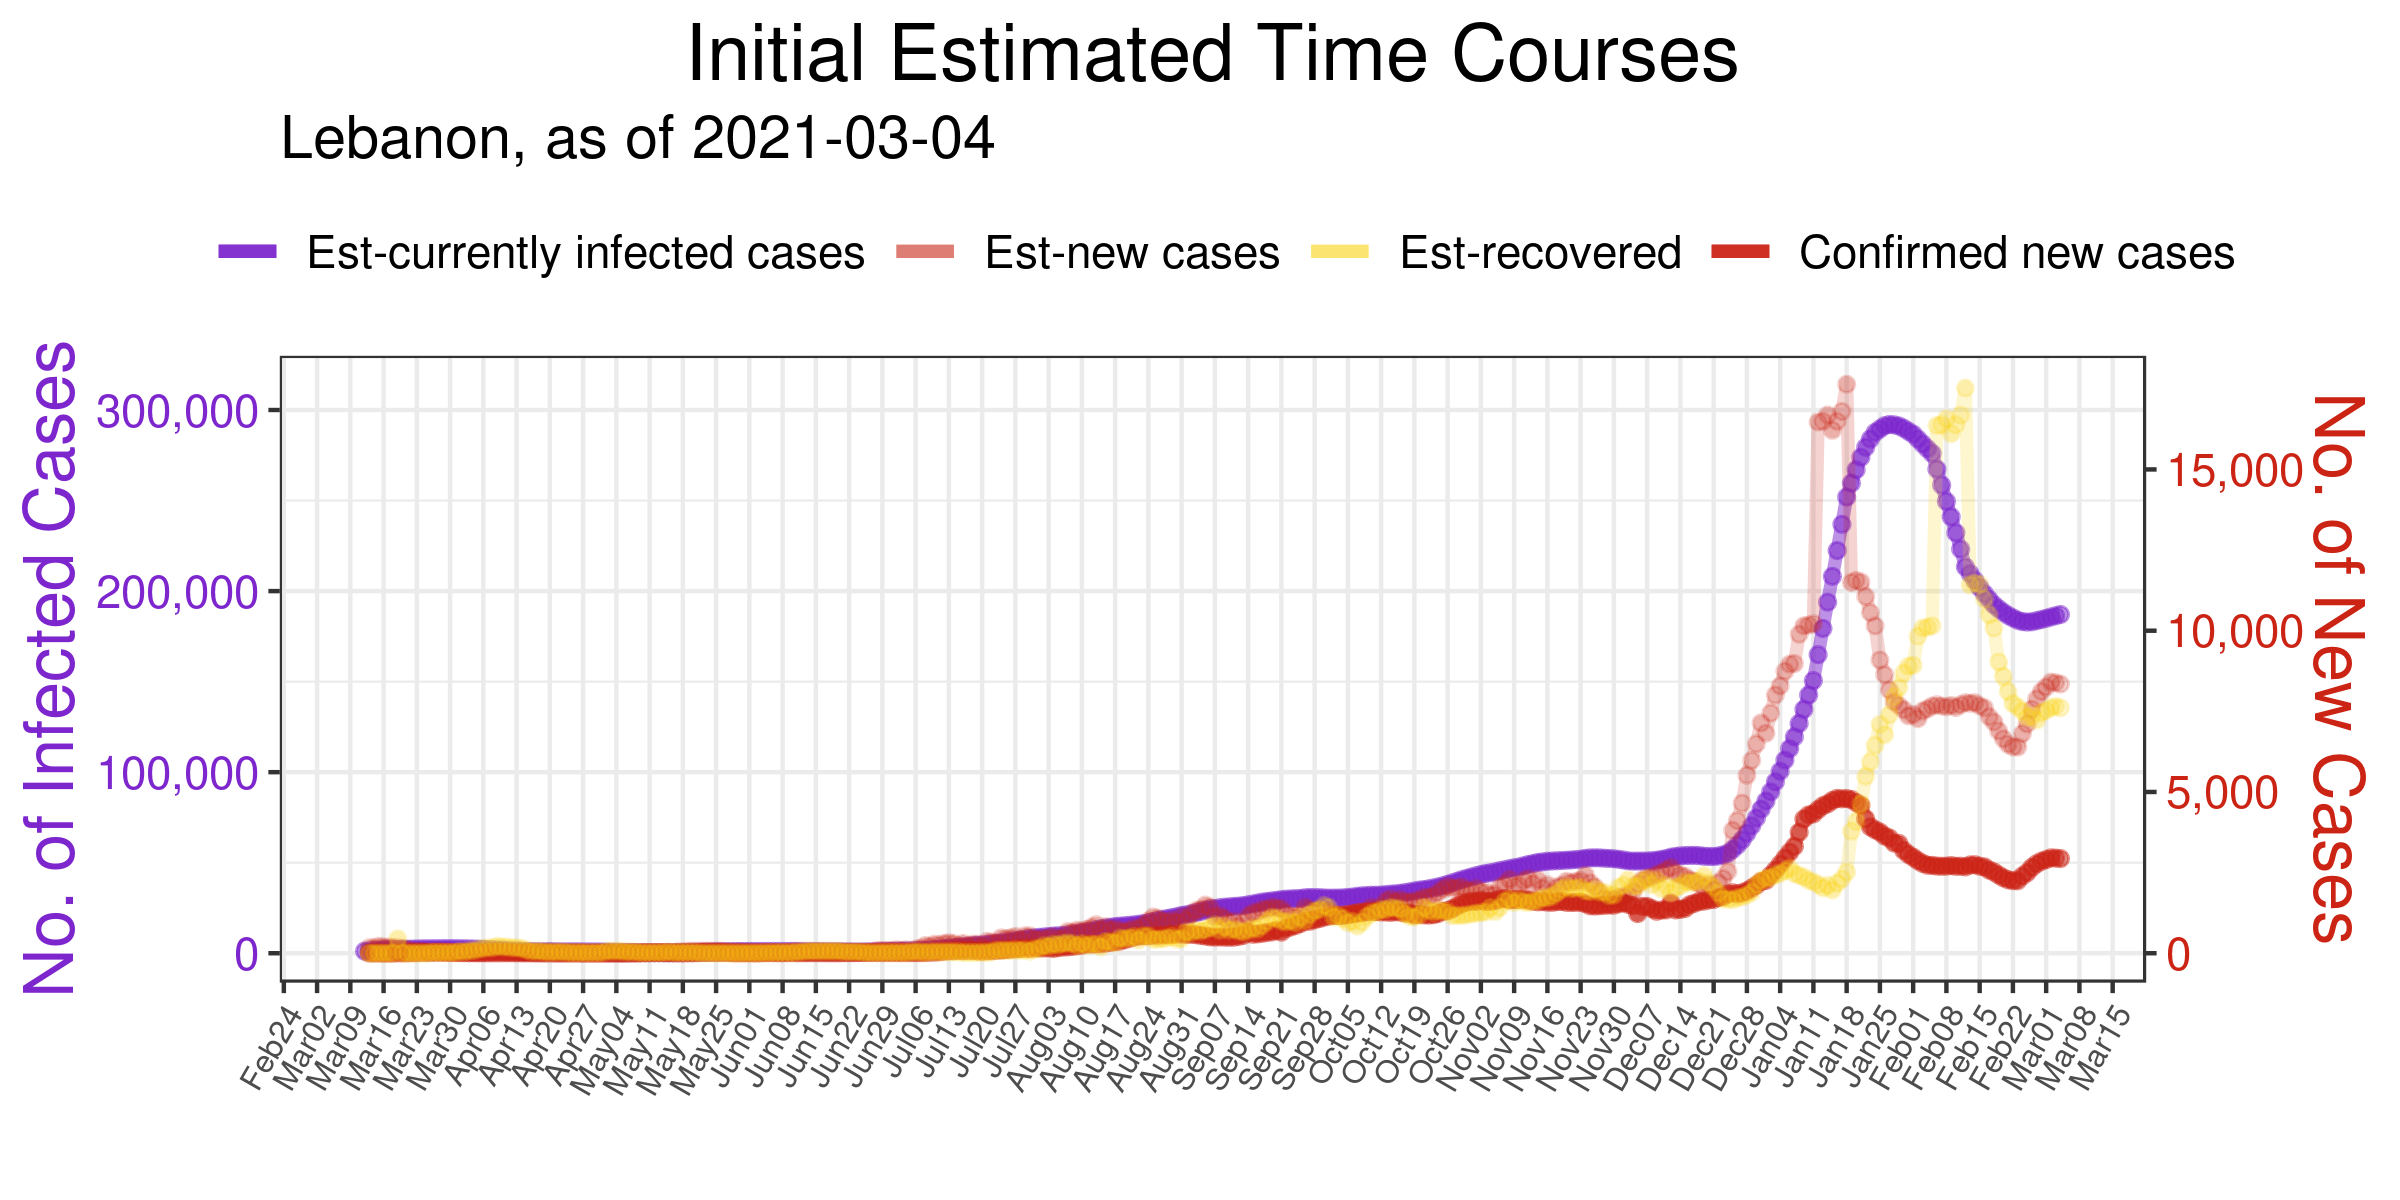 Initial Estimated Time Courses
Lebanon, as of 2021-03-04
Est-currently infected cases Est-new cases Est-recovered Confirmed new cases
No. of Infected Cases
300,000
200,000
100,000
0
15,000
10,000
5,000
0
No. of New Cases
Feb24 Mar02 Mar09 Mar16 Mar23 Mar30 Apr06 Apr13 Apr20 Apr27 May04 May11 May18 May25 Jun01 Jun08 Jun15 Jun22 Jun29 Jul06 Jul13 Jul20 Jul27 Aug03 Aug10 Aug17 Aug24 Aug31 Sep07 Sep14 Sep21 Sep28 Oct05 Oct12 Oct19 Oct26 Nov02 Nov09 Nov16 Nov23 Nov30 Dec07 Dec14 Dec21 Dec28 Jan04 Jan11 Jan18 Jan25 Feb01 Feb08 Feb15 Feb22 Mar01 Mar08 Mar15